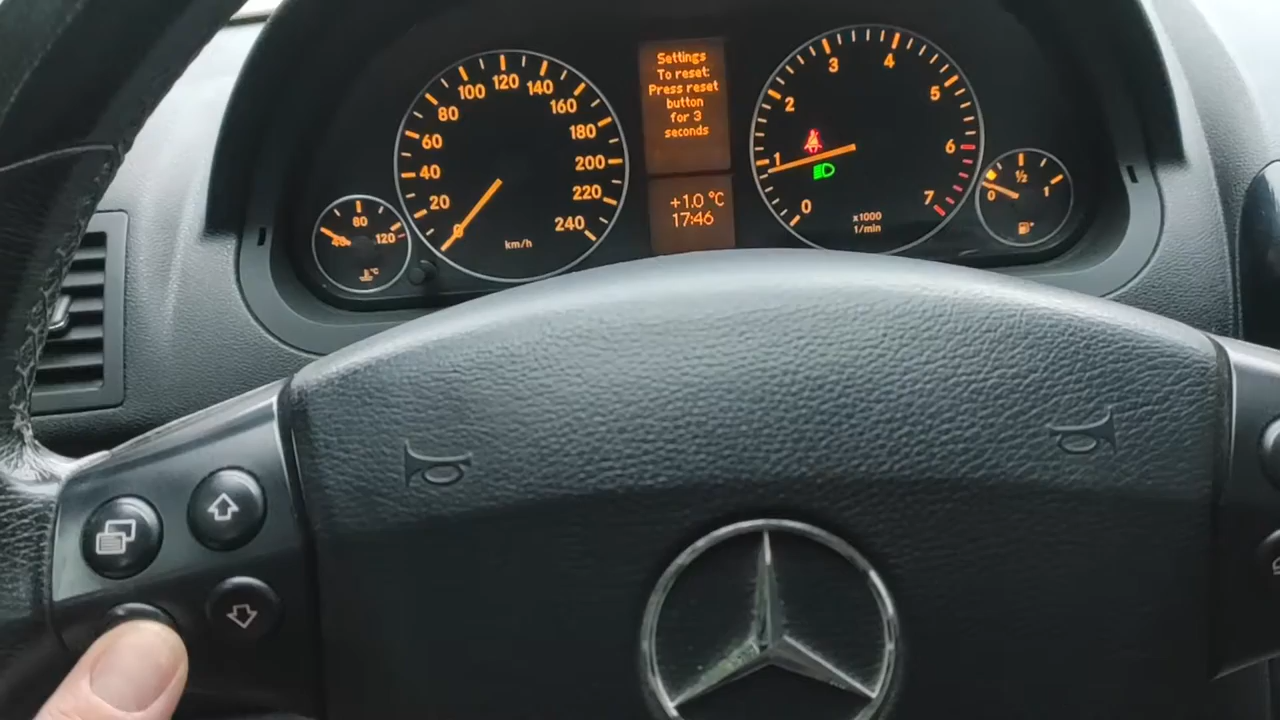 Settings
To reset:
Press reset
button
for 3
seconds
+1.0 °C
17:46
0
20
40
60
80
100
120
140
160
180
200
220
240
km/h
0
1
2
3
4
5
6
7
x1000
1/min
40
80
120
°C
0
½
1